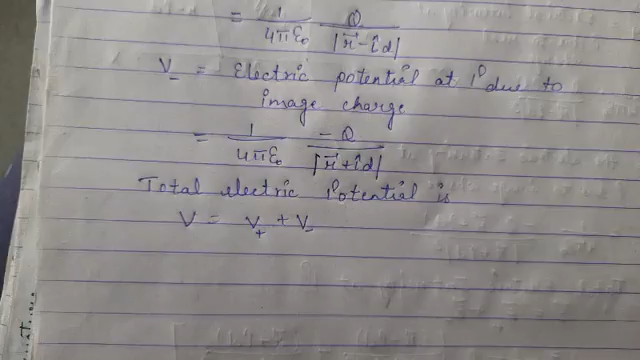 = 1/4πε₀ Q/|r⃗-îd|
V₋ = Electric potential at P due to
image charge
= 1/4πε₀ -Q/|r⃗+îd|
Total electric Potential is
V = V₊ + V₋